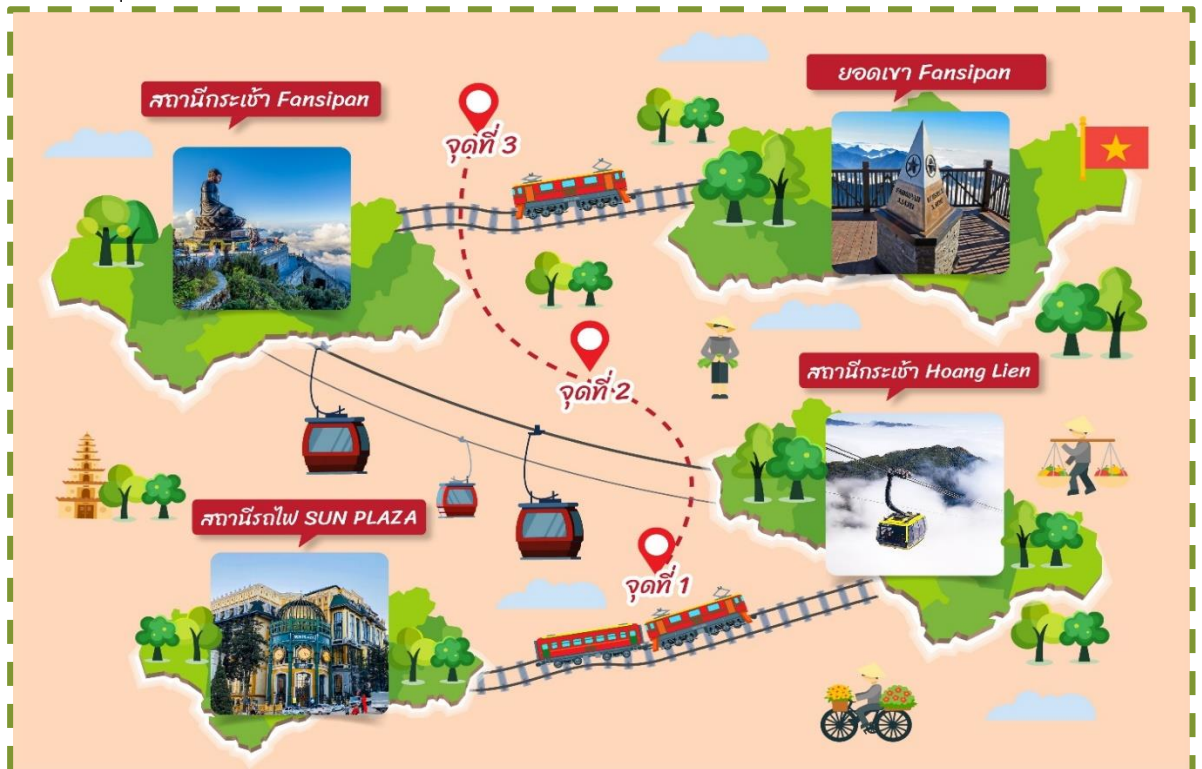 สถานีกระเช้า Fansipan
ยอดเขา Fansipan
จุดที่ 3
จุดที่ 2
สถานีกระเช้า Hoang Lien
สถานีรถไฟ SUN PLAZA
จุดที่ 1